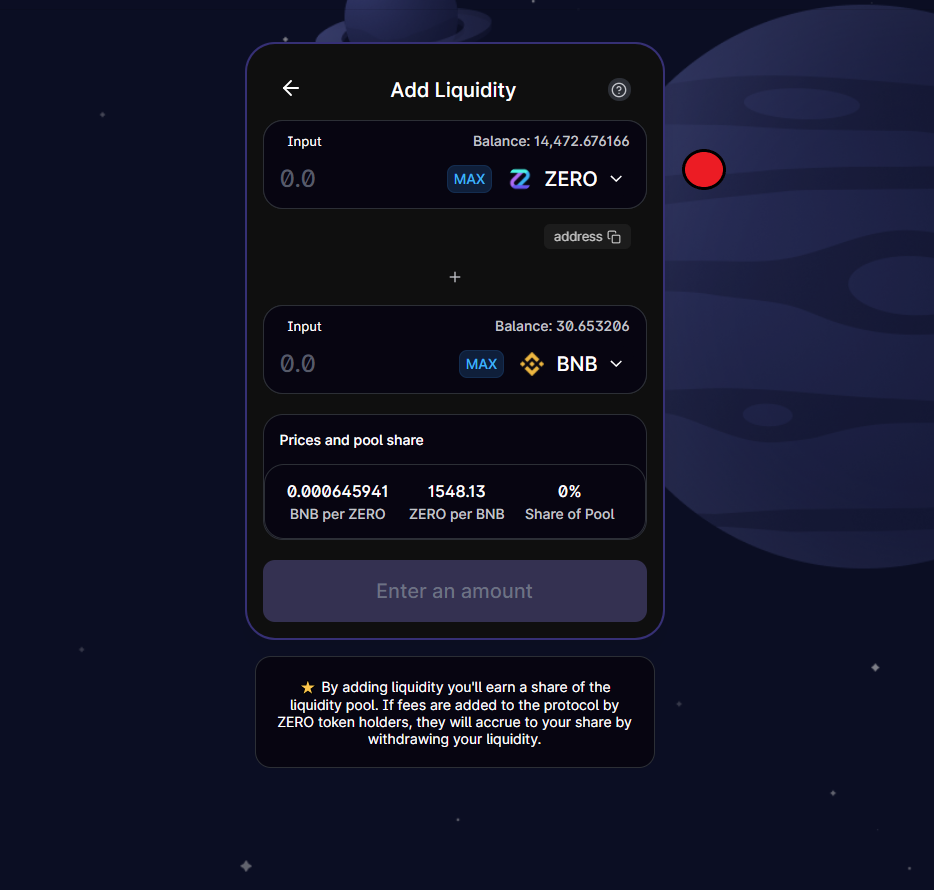 Add Liquidity
Input
Balance: 14,472.676166
0.0
MAX
ZERO
address
+
Input
Balance: 30.653206
0.0
MAX
BNB
Prices and pool share
0.000645941
1548.13
0%
BNB per ZERO
ZERO per BNB
Share of Pool
Enter an amount
⭐ By adding liquidity you'll earn a share of the
liquidity pool. If fees are added to the protocol by
ZERO token holders, they will accrue to your share by
withdrawing your liquidity.